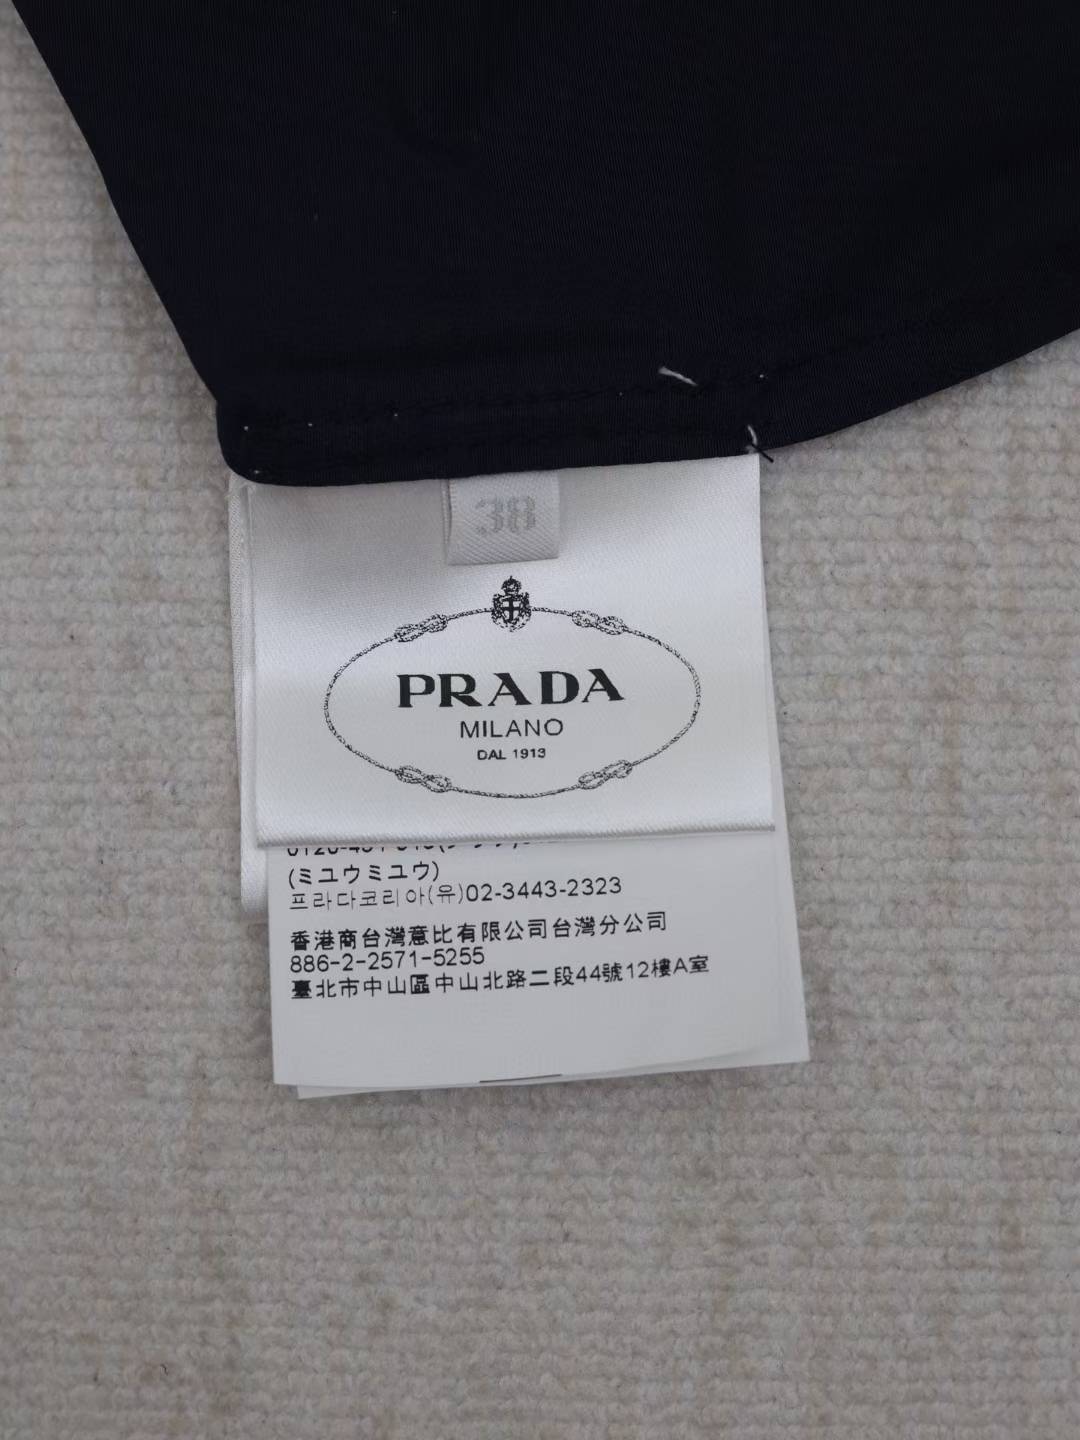 38
PRADA
MILANO
DAL 1913
(ミユウミユウ)
프라다코리아(유)02-3443-2323
香港商台灣意比有限公司台灣分公司
886-2-2571-5255
臺北市中山區中山北路二段44號12樓A室